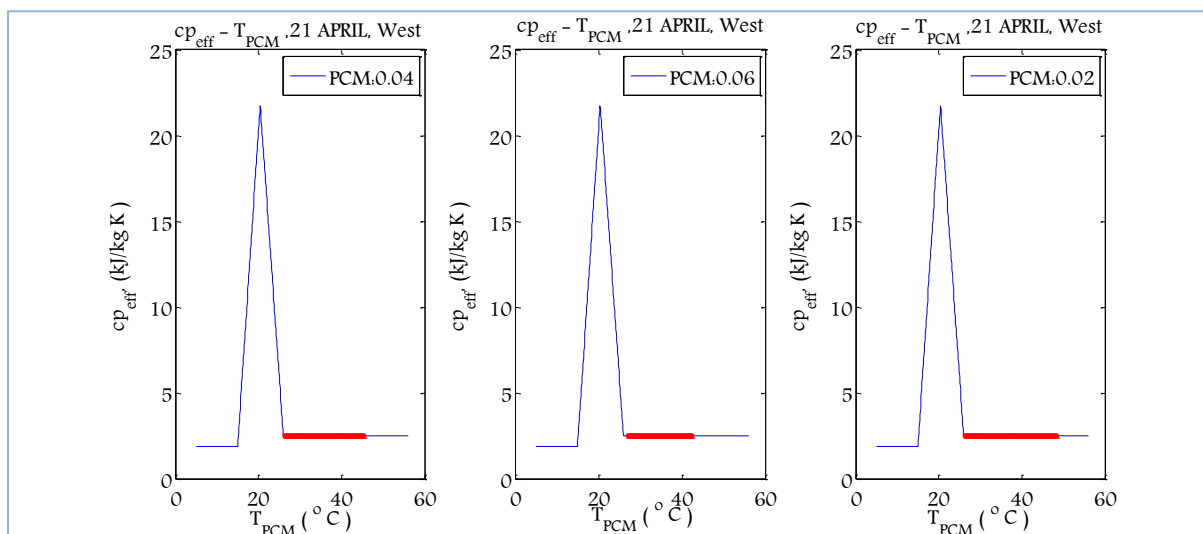 cp_eff – T_PCM ,21 APRIL, West
25
20
15
10
5
0
cp_eff, (kJ/kg K )
PCM:0.04
0 20 40 60
T_PCM ( ° C )
cp_eff – T_PCM ,21 APRIL, West
25
20
15
10
5
0
cp_eff, (kJ/kg K )
PCM:0.06
0 20 40 60
T_PCM ( ° C )
cp_eff – T_PCM ,21 APRIL, West
25
20
15
10
5
0
cp_eff, (kJ/kg K )
PCM:0.02
0 20 40 60
T_PCM ( ° C )